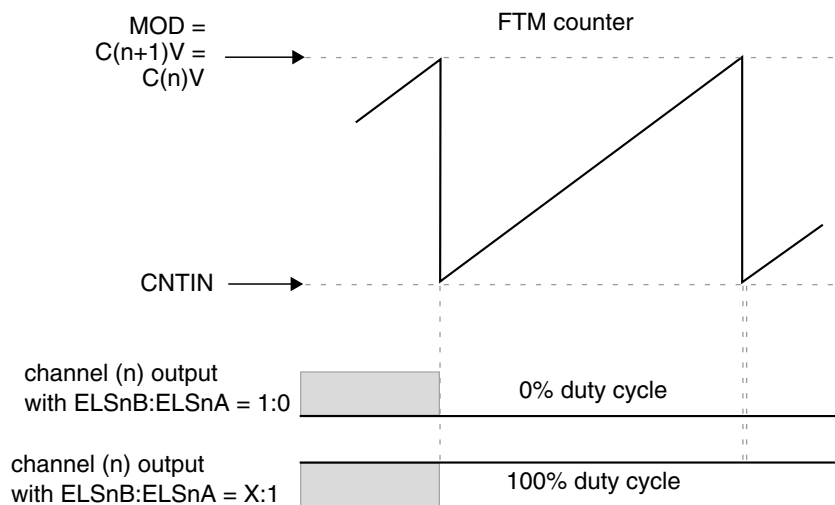 MOD =
C(n+1)V =
C(n)V
FTM counter
CNTIN
channel (n) output
with ELSnB:ELSnA = 1:0
0% duty cycle
channel (n) output
with ELSnB:ELSnA = X:1
100% duty cycle